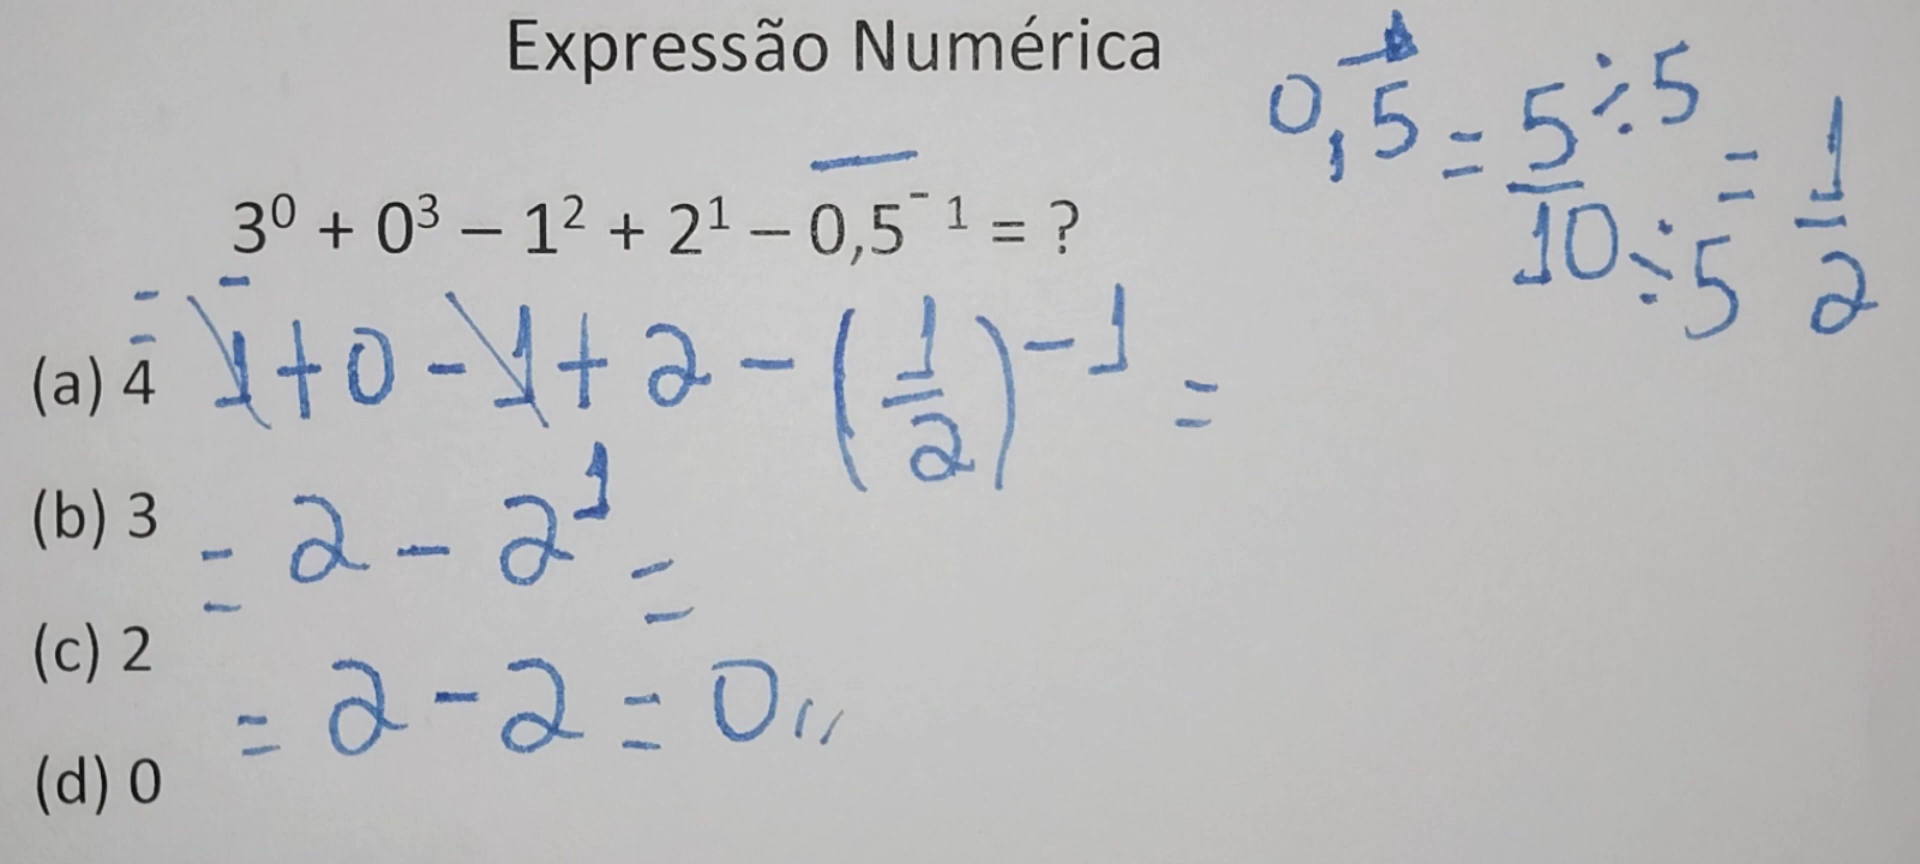 Expressão Numérica
3⁰ + 0³ – 1² + 2¹ – 0,5⁻¹ = ?
0,5 = 5÷5/10÷5 = 1/2
= 1+0-1+2-(1/2)⁻¹ =
(a) 4
= 2-2¹ =
(b) 3
= 2-2=0,,
(c) 2
(d) 0